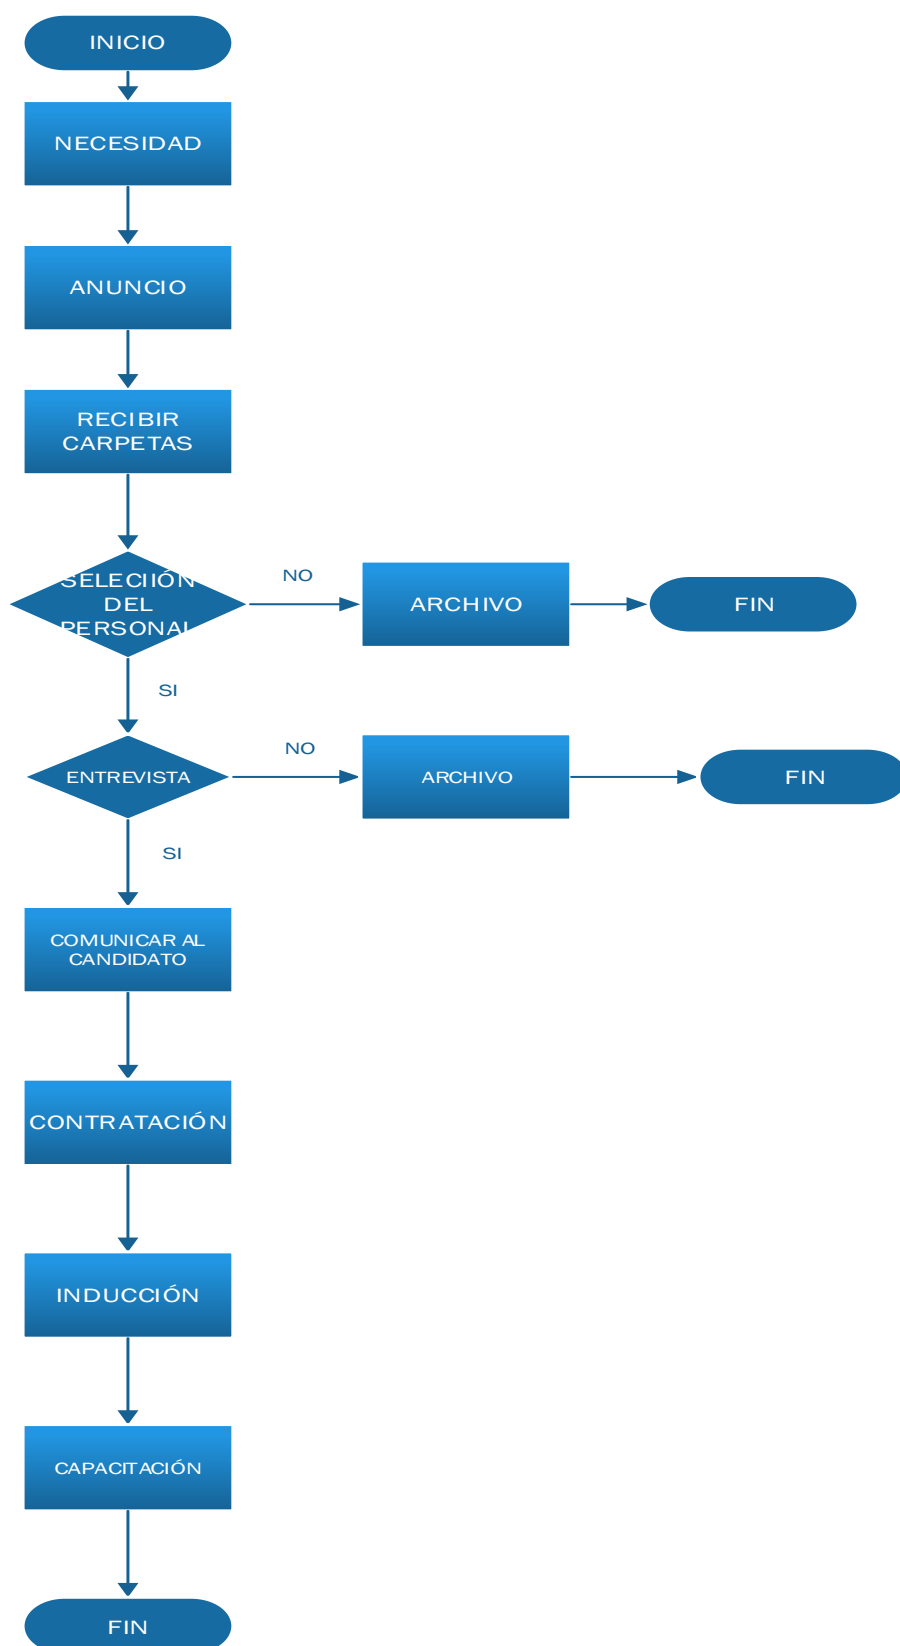 INICIO
NECESIDAD
ANUNCIO
RECIBIR
CARPETAS
SELECIÓN
DEL
PERSONAL
NO
ARCHIVO
FIN
SI
ENTREVISTA
NO
ARCHIVO
FIN
SI
COMUNICAR AL
CANDIDATO
CONTRATACIÓN
INDUCCIÓN
CAPACITACIÓN
FIN